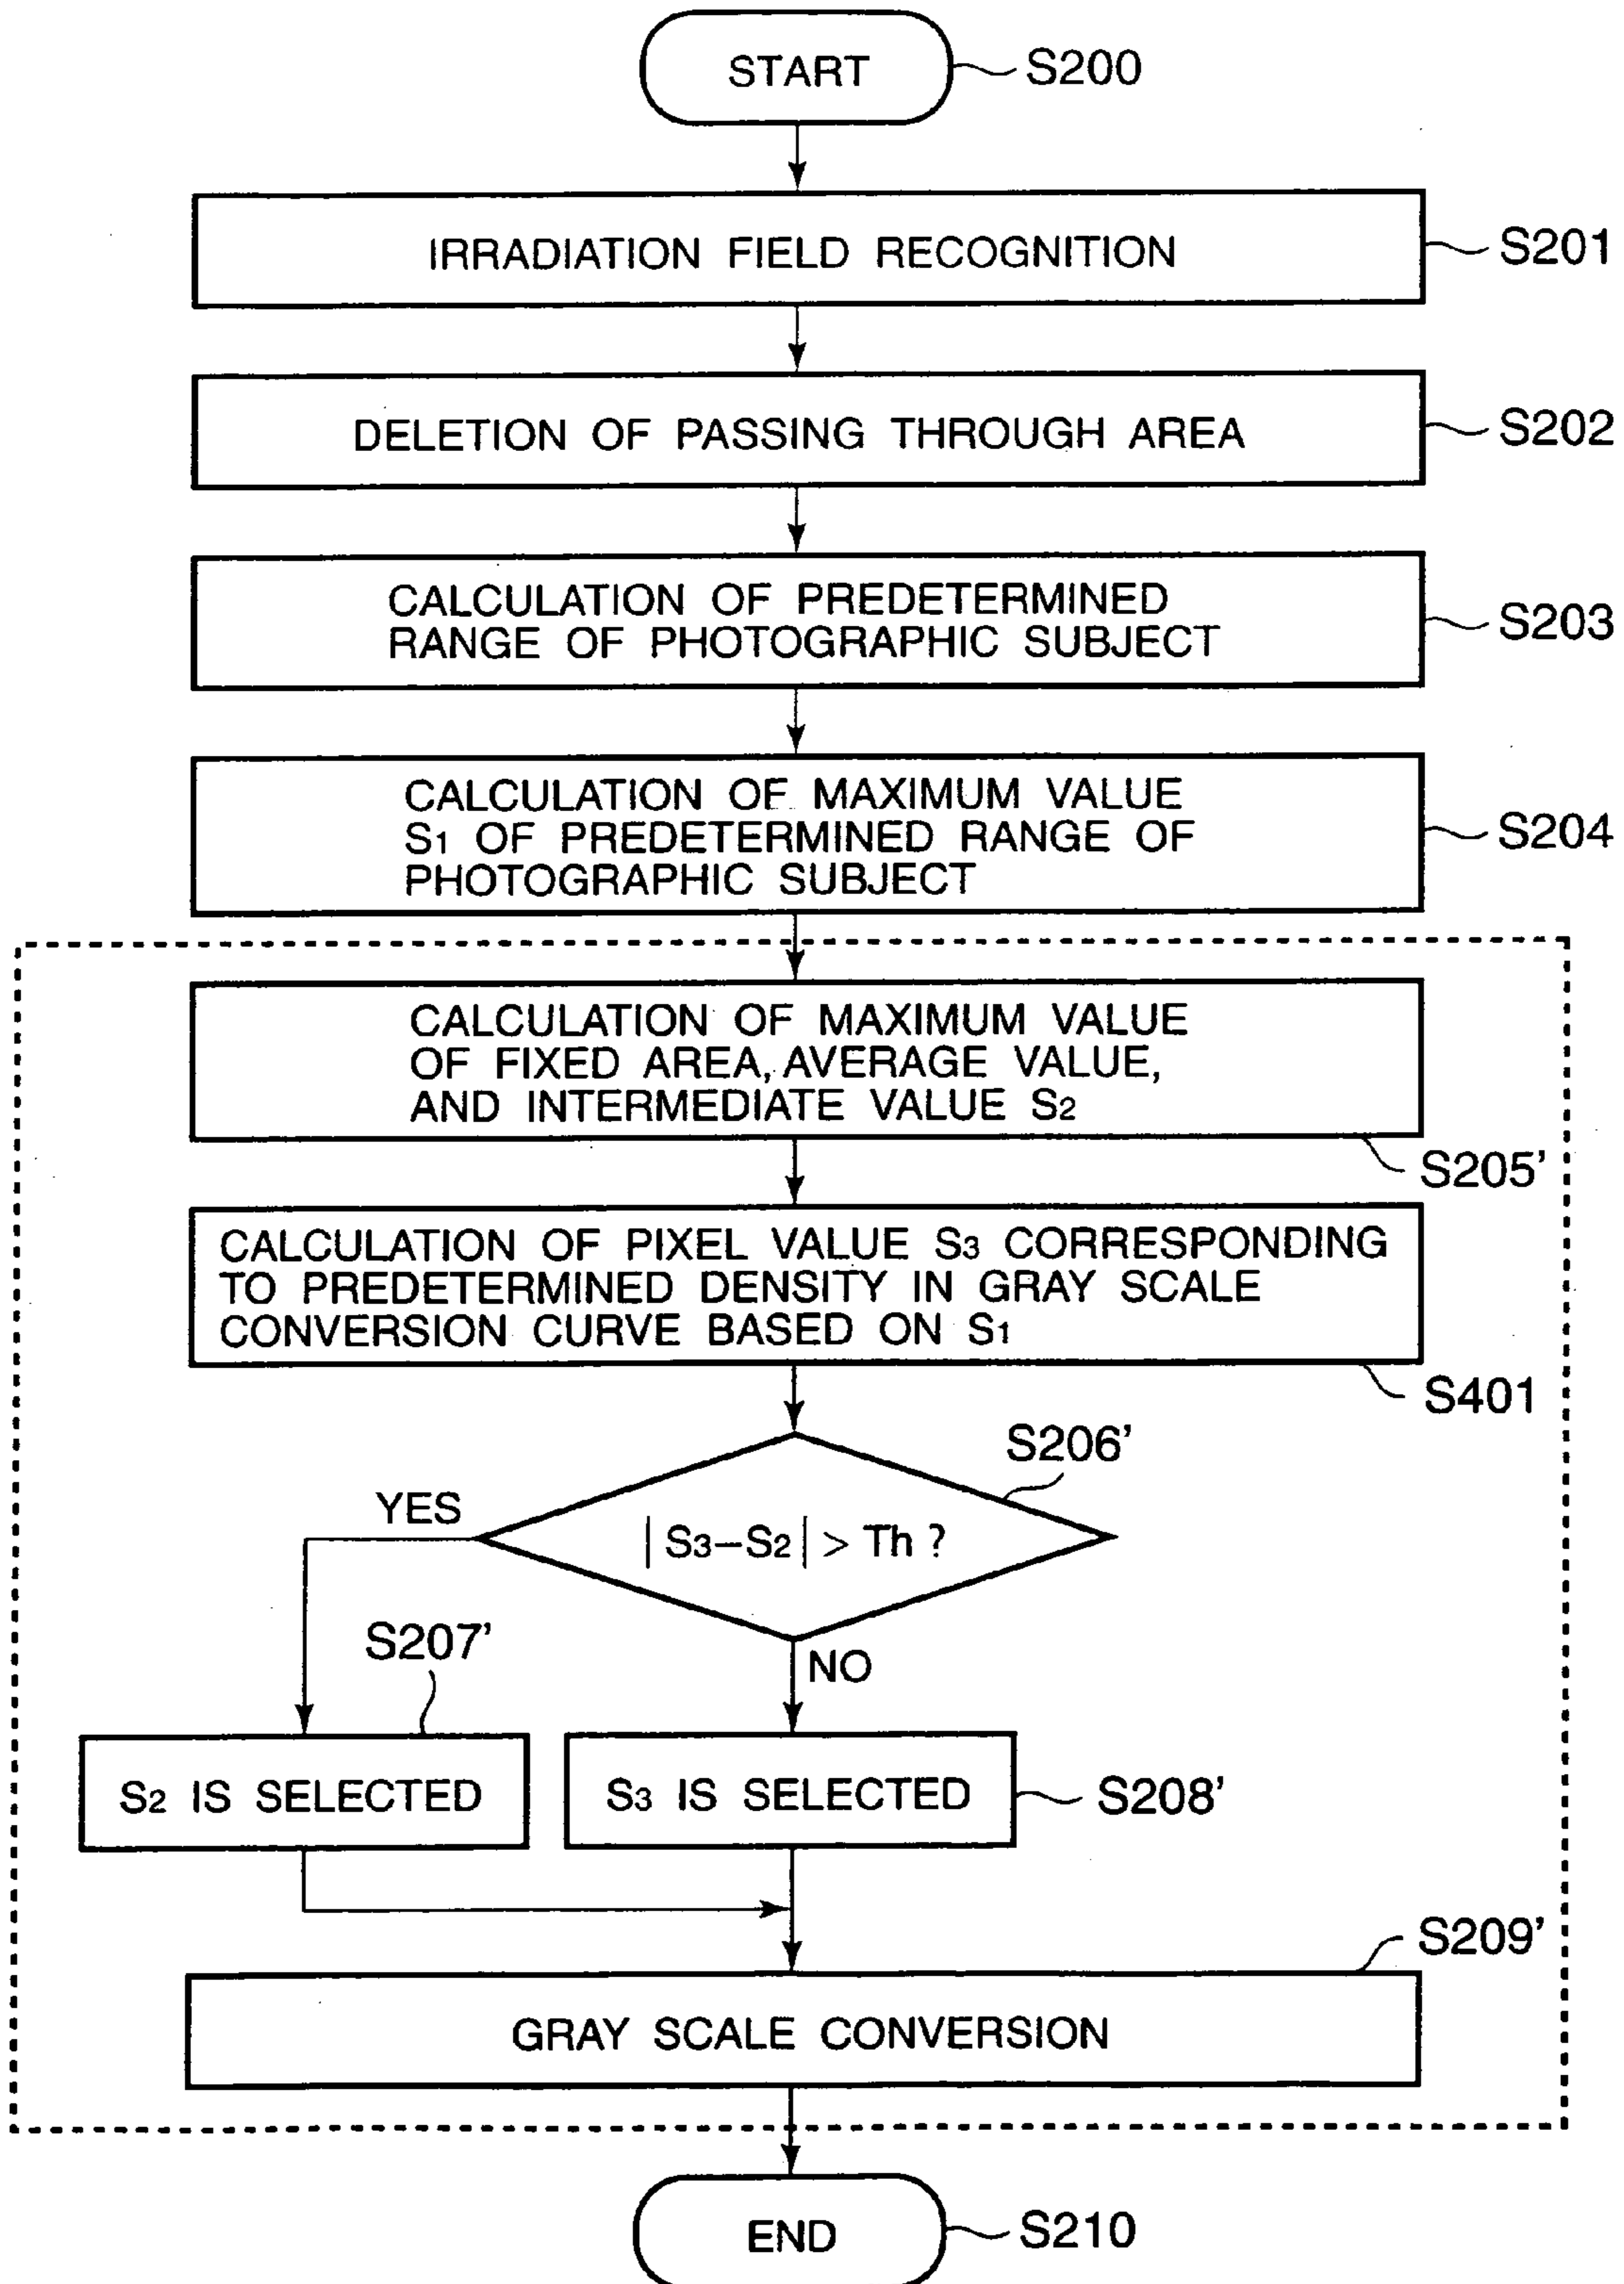 START
S200
IRRADIATION FIELD RECOGNITION
S201
DELETION OF PASSING THROUGH AREA
S202
CALCULATION OF PREDETERMINED
RANGE OF PHOTOGRAPHIC SUBJECT
S203
CALCULATION OF MAXIMUM VALUE
S1 OF PREDETERMINED RANGE OF
PHOTOGRAPHIC SUBJECT
S204
CALCULATION OF MAXIMUM VALUE
OF FIXED AREA, AVERAGE VALUE,
AND INTERMEDIATE VALUE S2
S205'
CALCULATION OF PIXEL VALUE S3 CORRESPONDING
TO PREDETERMINED DENSITY IN GRAY SCALE
CONVERSION CURVE BASED ON S1
S401
S206'
YES
|S3–S2| > Th ?
NO
S207'
S2 IS SELECTED
S3 IS SELECTED
S208'
S209'
GRAY SCALE CONVERSION
END
S210